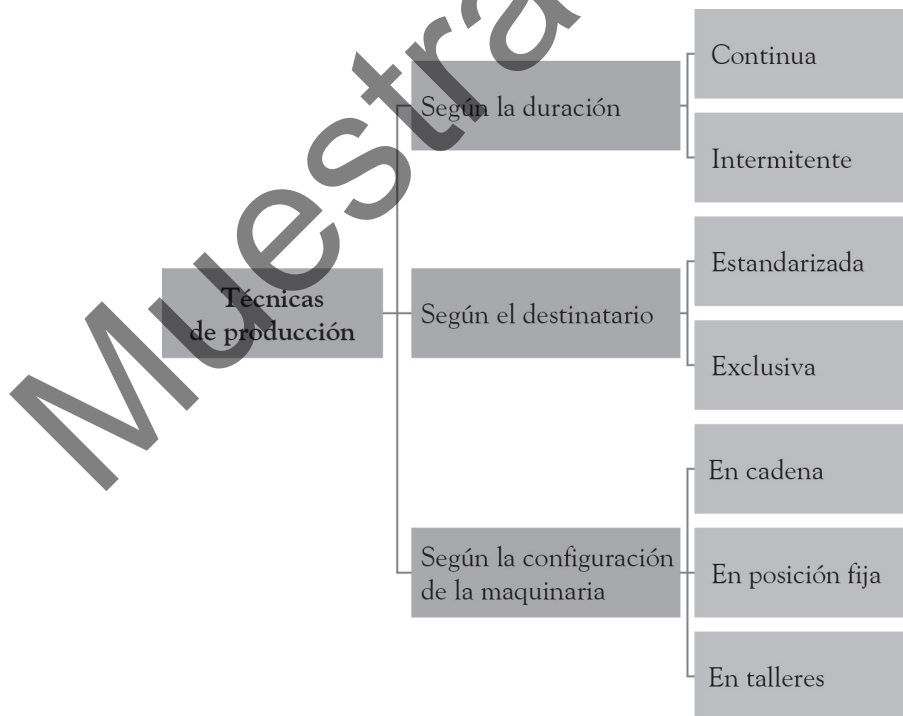 Muestra
Técnicas
de producción
Según la duración
Continua
Intermitente
Según el destinatario
Estandarizada
Exclusiva
Según la configuración
de la maquinaria
En cadena
En posición fija
En talleres